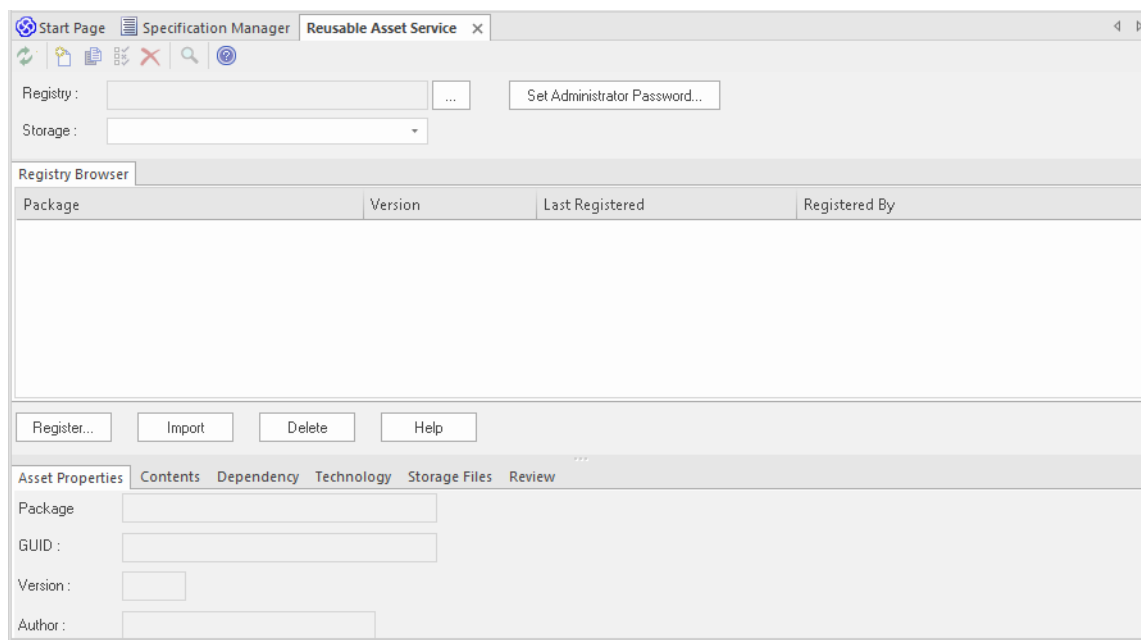 Start Page Specification Manager Reusable Asset Service
Registry :
... Set Administrator Password...
Storage :
Registry Browser
Package Version Last Registered Registered By
Register... Import Delete Help
Asset Properties Contents Dependency Technology Storage Files Review
Package
GUID :
Version :
Author :